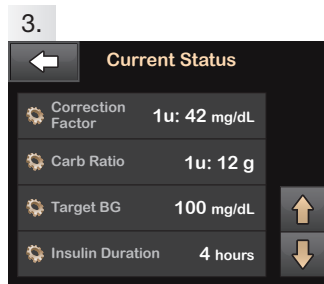 3.
Current Status
Correction
Factor
1u: 42 mg/dL
Carb Ratio
1u: 12 g
Target BG
100 mg/dL
Insulin Duration
4 hours